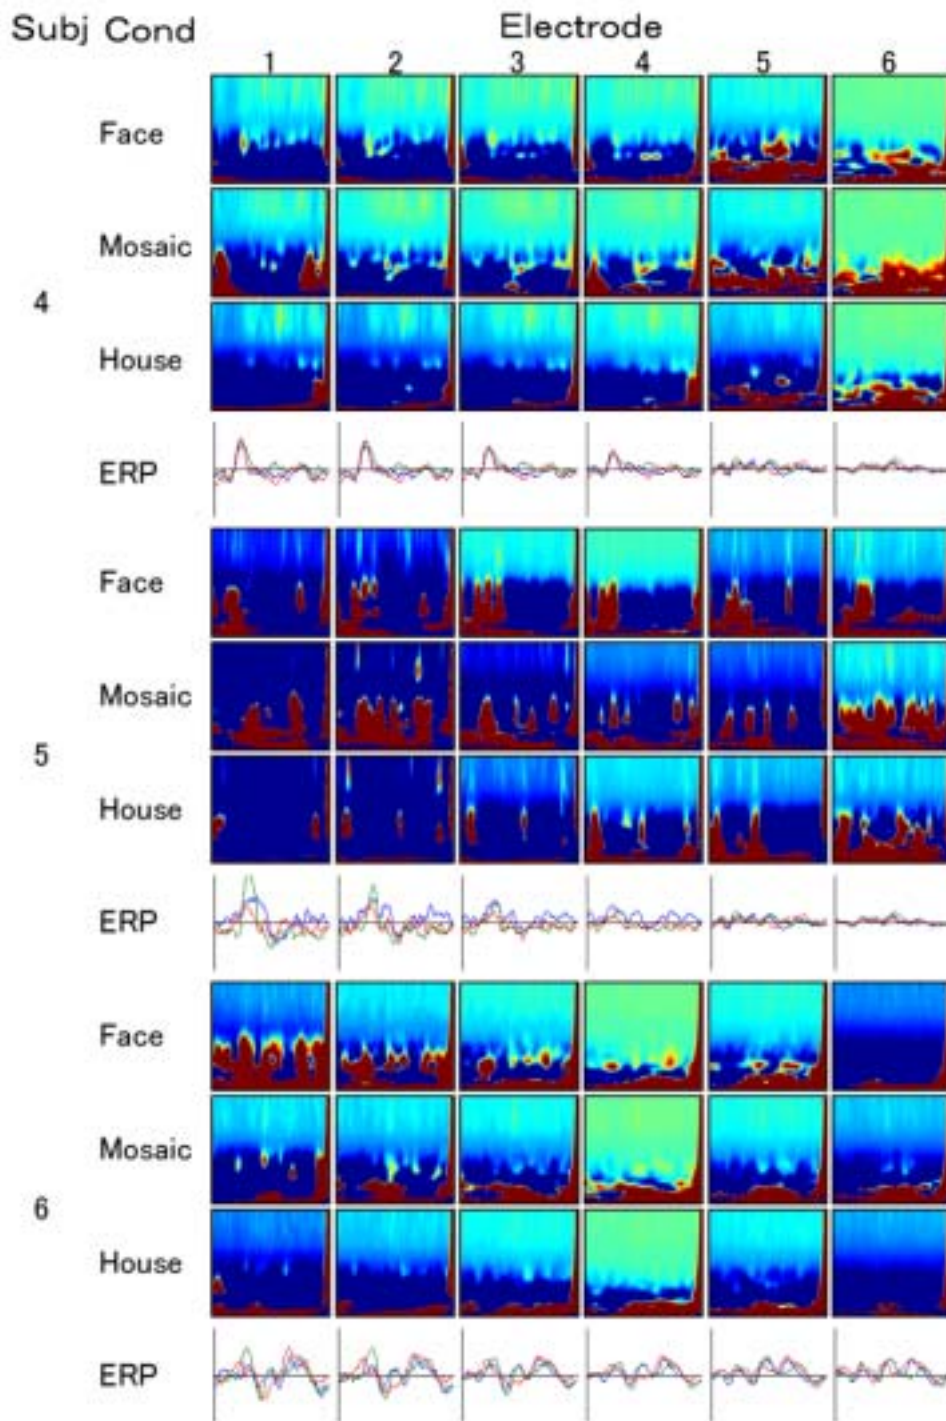 Subj Cond Electrode
1 2 3 4 5 6
Face
Mosaic
4
House
ERP
Face
Mosaic
5
House
ERP
Face
Mosaic
6
House
ERP